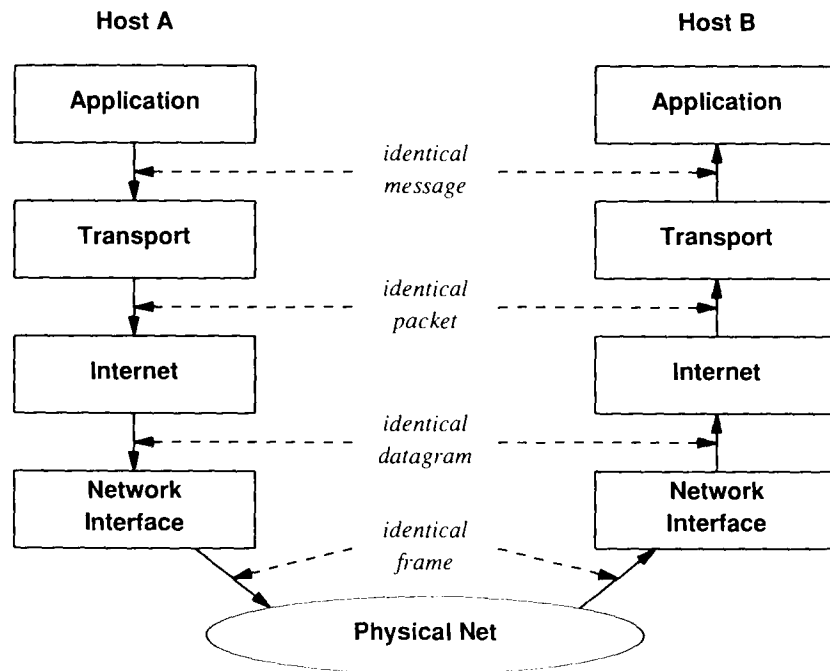 Host A
Host B
Application
Application
identical
message
Transport
Transport
identical
packet
Internet
Internet
identical
datagram
Network
Interface
Network
Interface
identical
frame
Physical Net